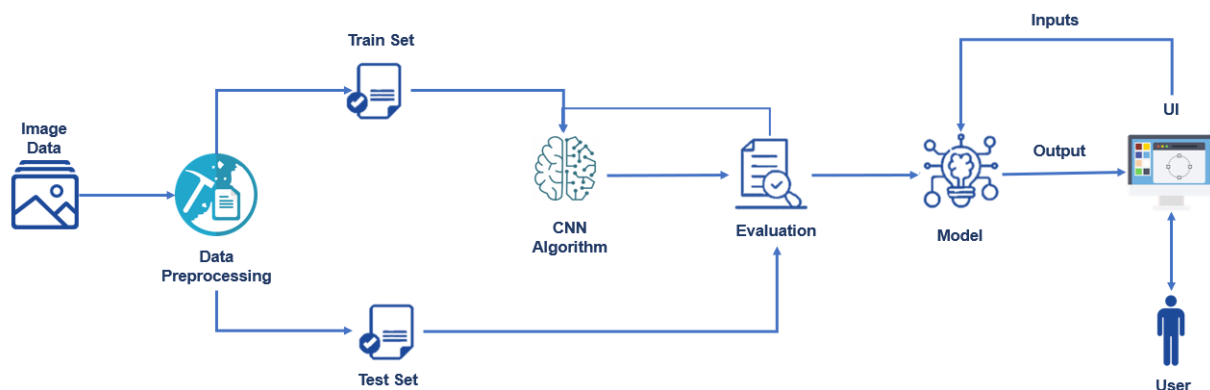 Inputs
Train Set
UI
Image
Data
Output
CNN
Algorithm
Evaluation
Model
Data
Preprocessing
Test Set
User